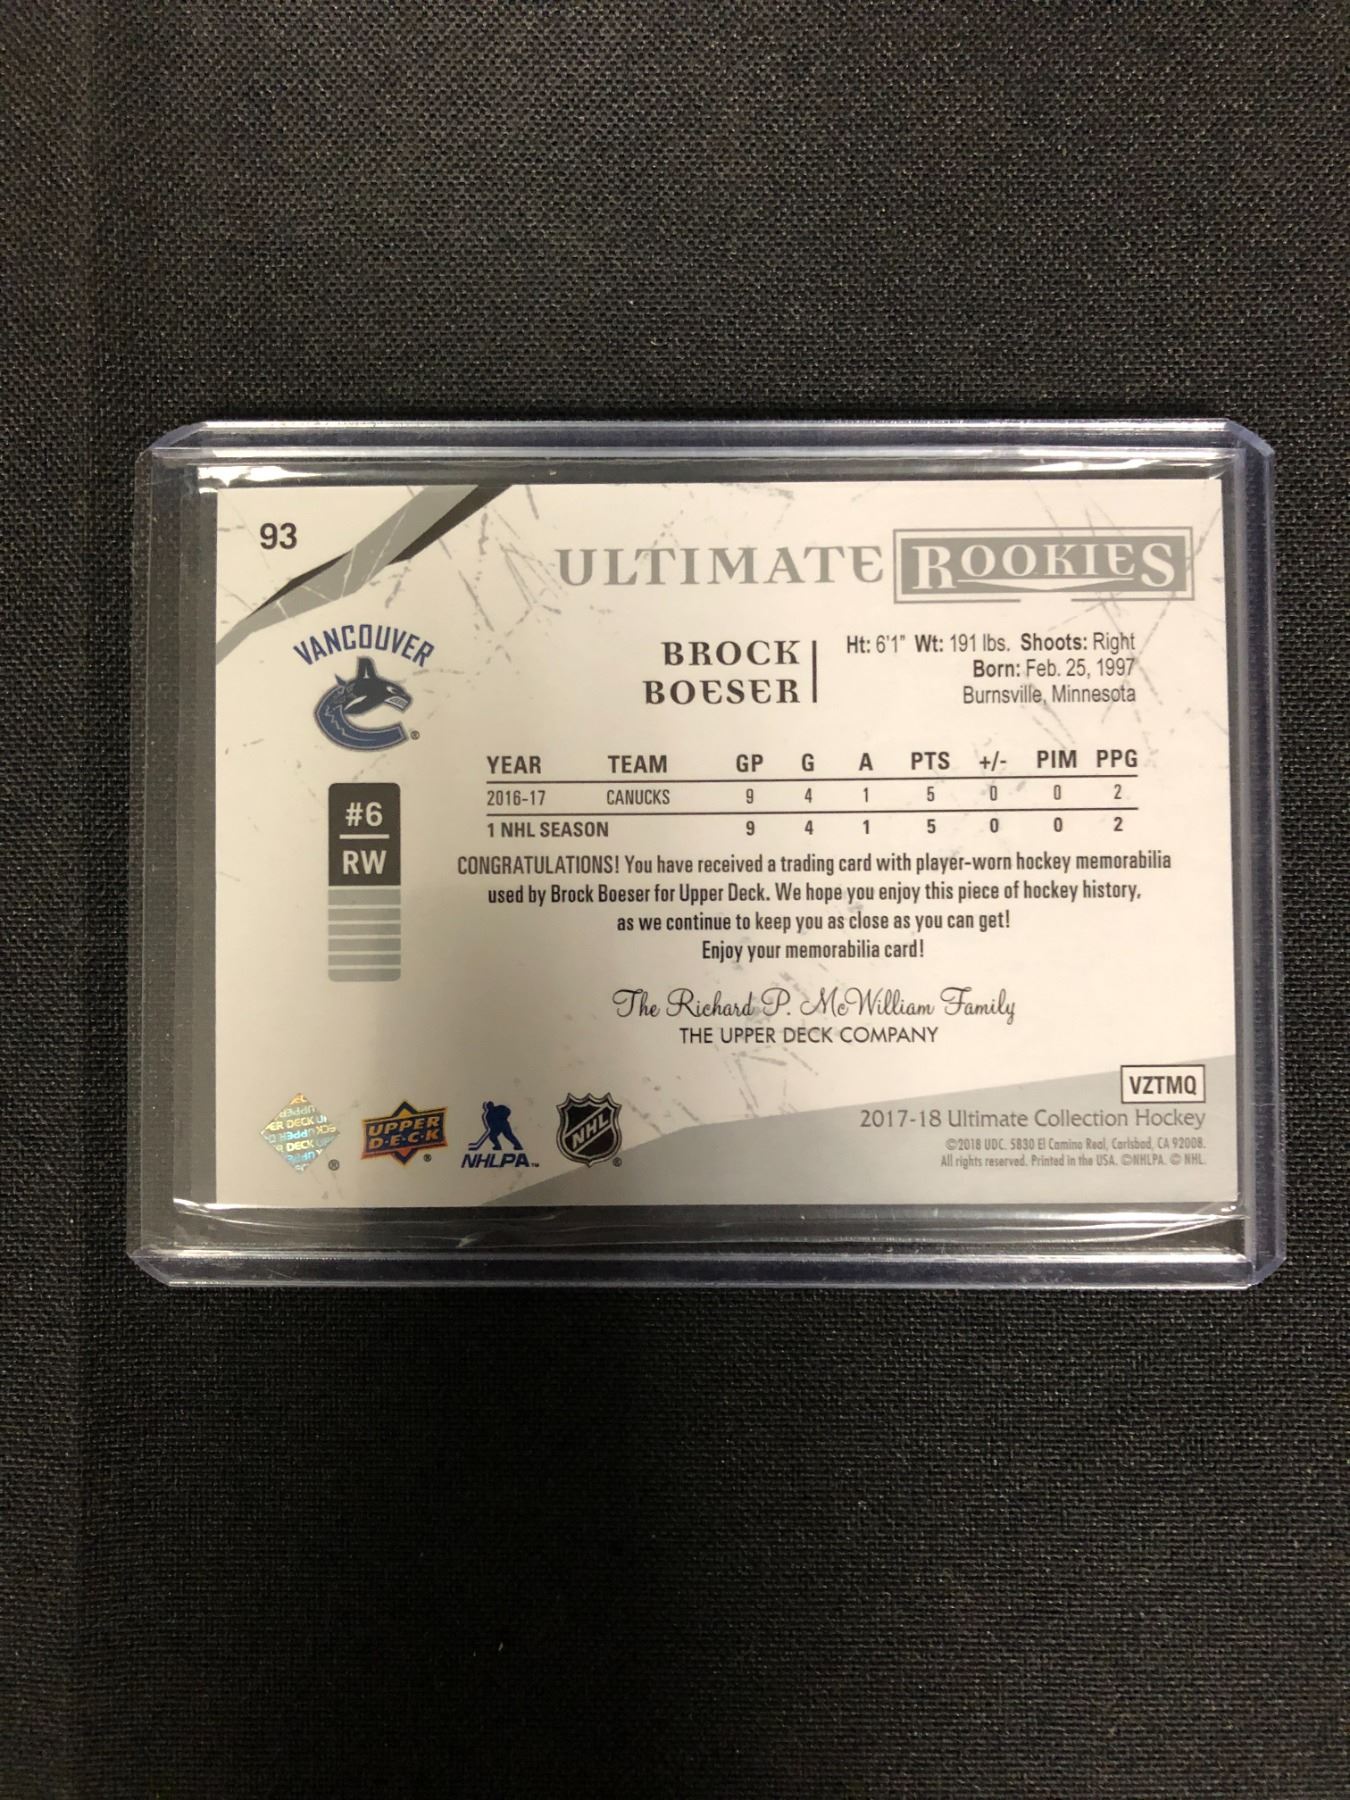 93
ULTIMATE ROOKIES
VANCOUVER
®
BROCK
BOESER
Ht: 6'1" Wt: 191 lbs. Shoots: Right
Born: Feb. 25, 1997
Burnsville, Minnesota
YEAR TEAM GP G A PTS +/- PIM PPG
2016-17 CANUCKS 9 4 1 5 0 0 2
1 NHL SEASON 9 4 1 5 0 0 2
#6
RW
CONGRATULATIONS! You have received a trading card with player-worn hockey memorabilia
used by Brock Boeser for Upper Deck. We hope you enjoy this piece of hockey history,
as we continue to keep you as close as you can get!
Enjoy your memorabilia card!
The Richard P. McWilliam Family
THE UPPER DECK COMPANY
VZTMQ
2017-18 Ultimate Collection Hockey
©2018 UDC. 5830 El Camino Real, Carlsbad, CA 92008.
All rights reserved. Printed in the USA. ©NHLPA. © NHL.
®
UPPER
D·E·C·K
®
NHLPA™
NHL
®